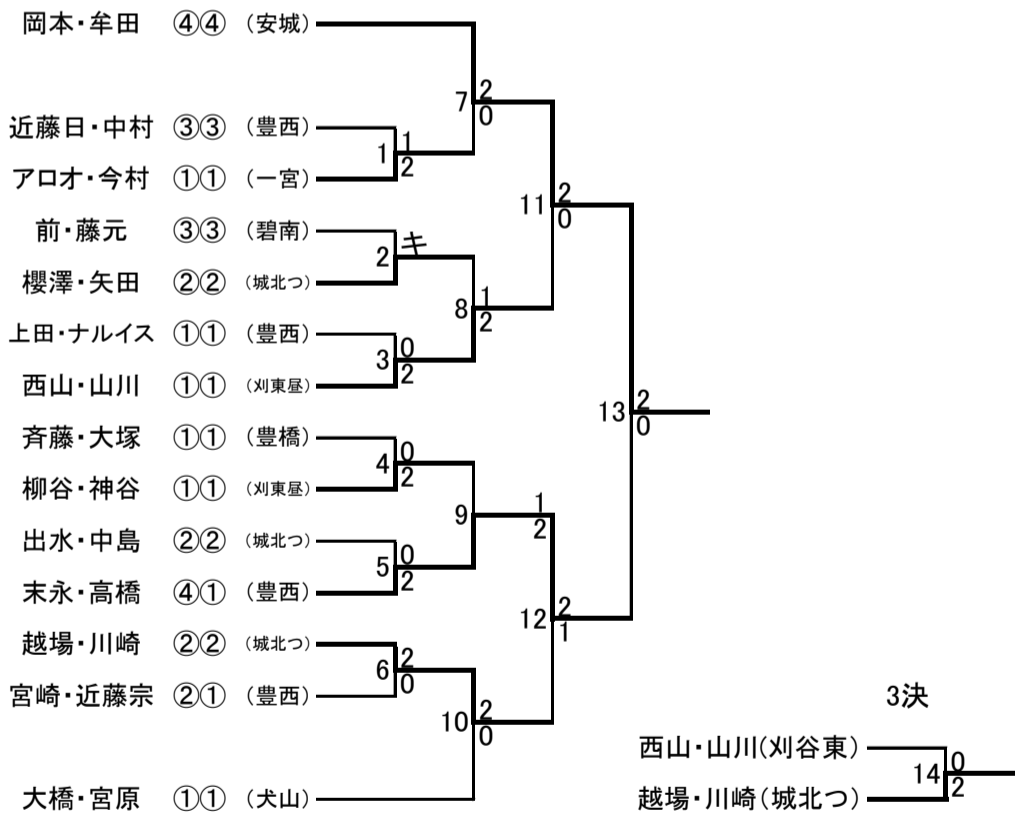 岡本・牟田 ④④ (安城)
2
7
0
近藤日・中村 ③③ (豊西)
1
1
2
アロオ・今村 ①① (一宮)
2
11
0
前・藤元 ③③ (碧南)
キ
2
櫻澤・矢田 ②② (城北つ)
1
8
2
上田・ナルイス ①① (豊西)
0
3
2
西山・山川 ①① (刈東昼)
2
13
0
斉藤・大塚 ①① (豊橋)
0
4
2
柳谷・神谷 ①① (刈東昼)
1
9
2
出水・中島 ②② (城北つ)
0
5
2
末永・高橋 ④① (豊西)
2
12
1
越場・川崎 ②② (城北つ)
2
6
0
宮崎・近藤宗 ②① (豊西)
2
10
0
大橋・宮原 ①① (犬山)
3決
西山・山川(刈谷東)
0
14
2
越場・川崎(城北つ)